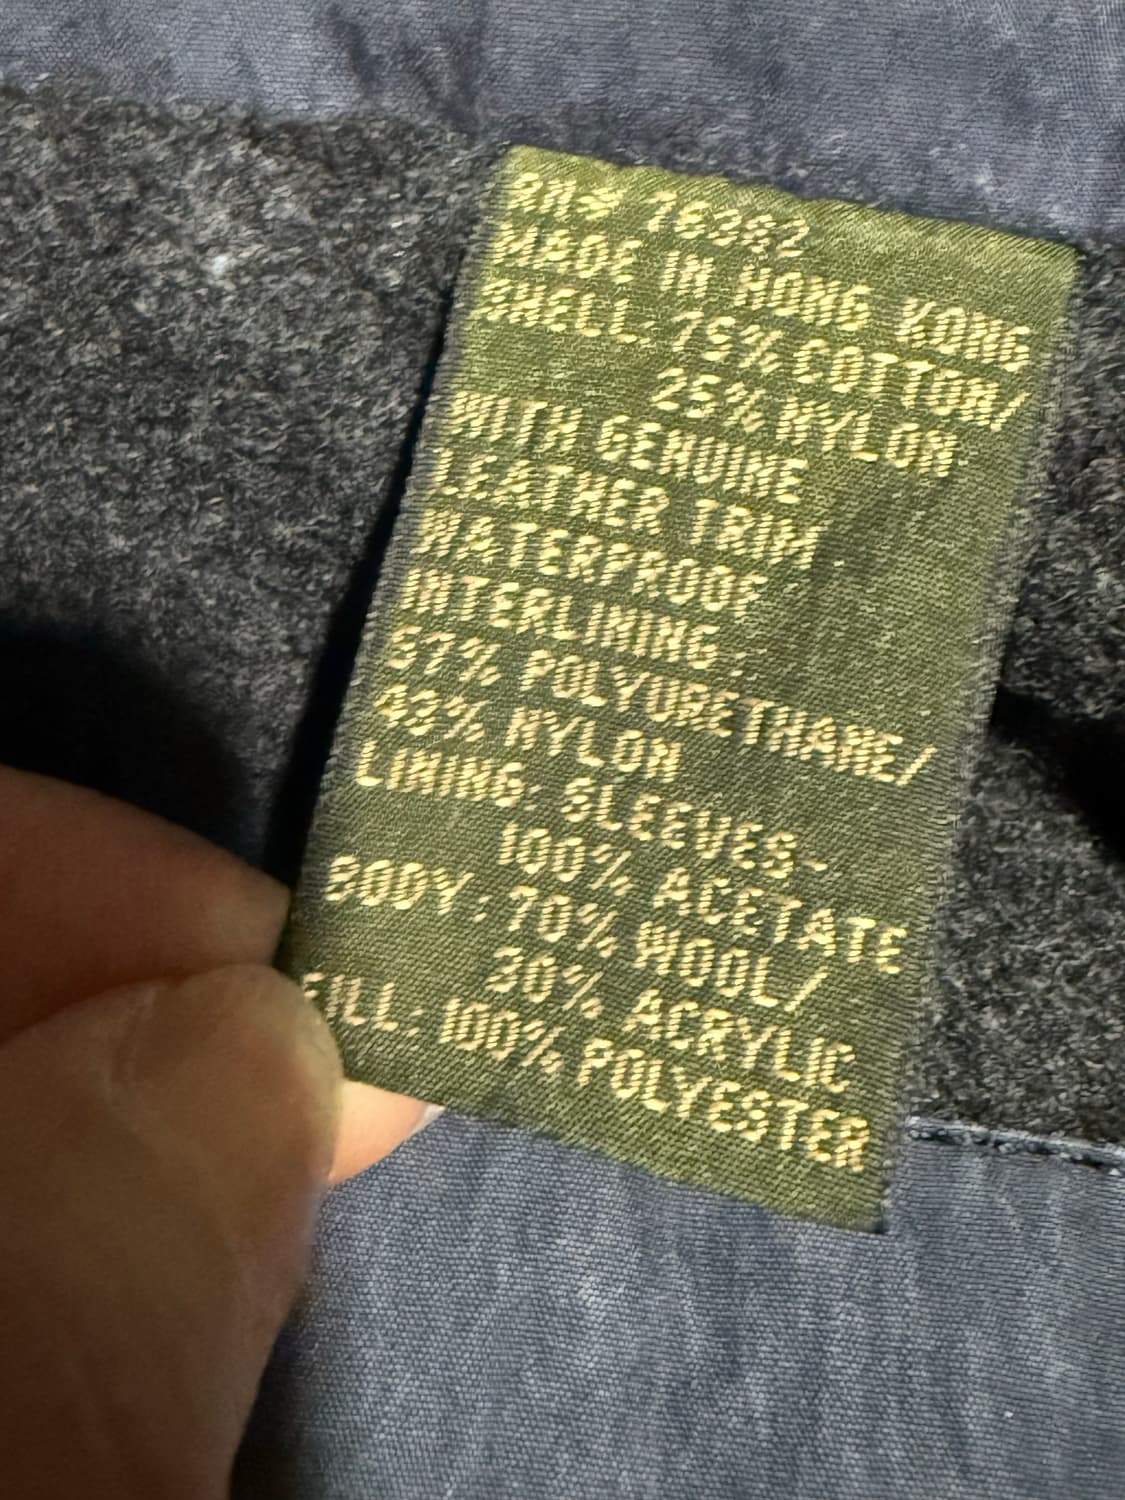 RN# 76382
MADE IN HONG KONG
SHELL: 75% COTTON/
25% NYLON
WITH GENUINE
LEATHER TRIM
WATERPROOF
INTERLINING:
57% POLYURETHANE/
43% NYLON
LINING: SLEEVES-
100% ACETATE
BODY: 70% WOOL/
30% ACRYLIC
FILL: 100% POLYESTER